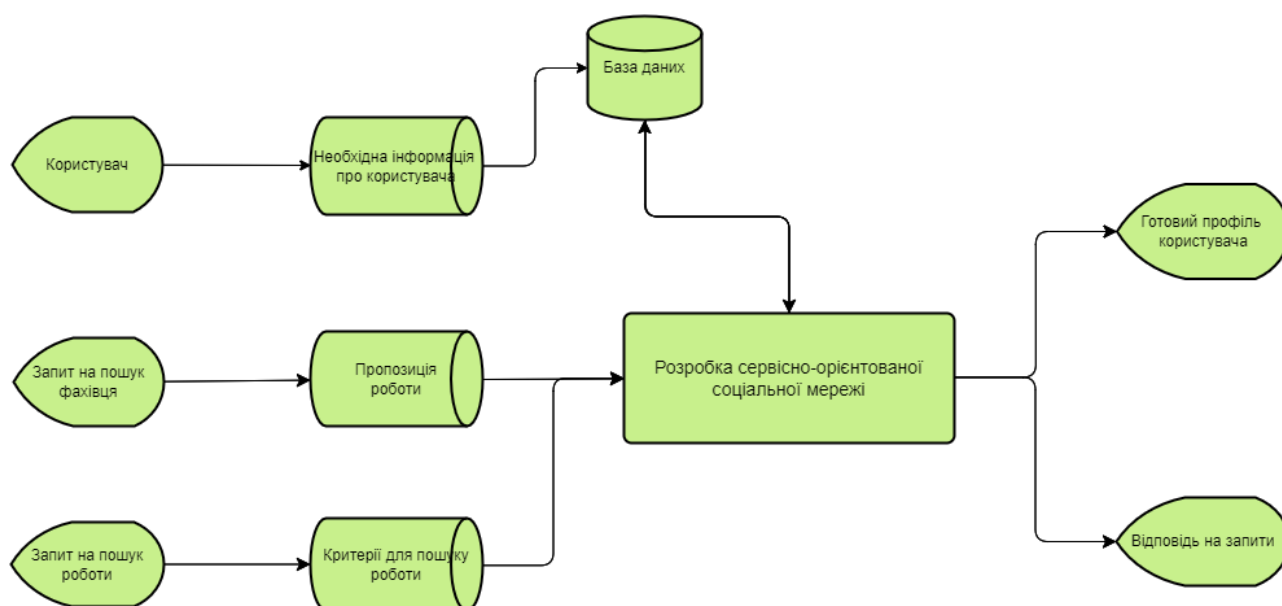 База даних
Користувач
Необхідна інформація
про користувача
Готовий профіль
користувача
Запит на пошук
фахівця
Пропозиція
роботи
Розробка сервісно-орієнтованої
соціальної мережі
Запит на пошук
роботи
Критерії для пошуку
роботи
Відповідь на запити